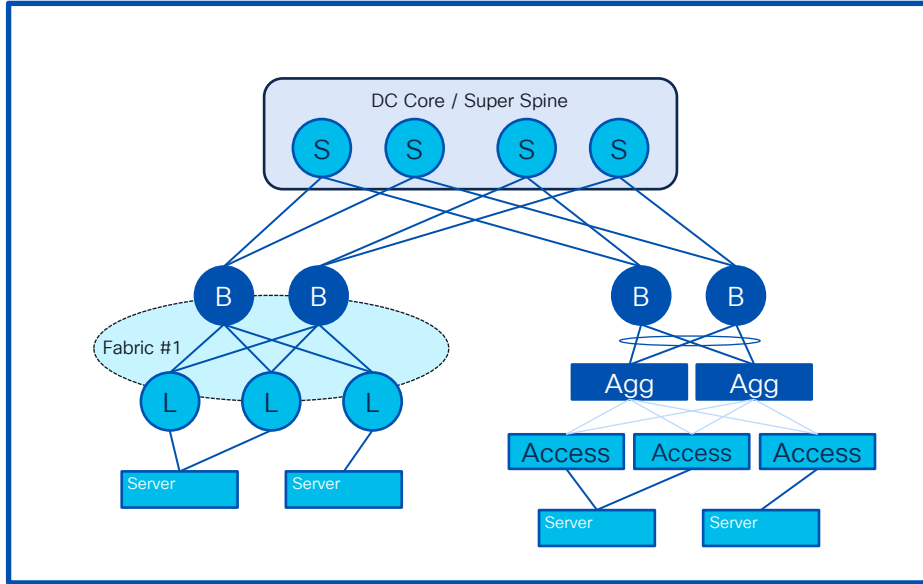 DC Core / Super Spine
S
S
S
S
B
B
B
B
Fabric #1
L
L
L
Agg
Agg
Access
Access
Access
Server
Server
Server
Server